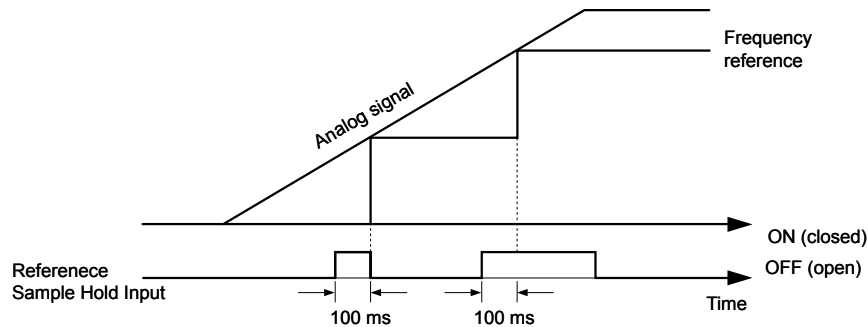 Frequency
reference
Analog signal
ON (closed)
Referenece
Sample Hold Input
OFF (open)
Time
100 ms
100 ms